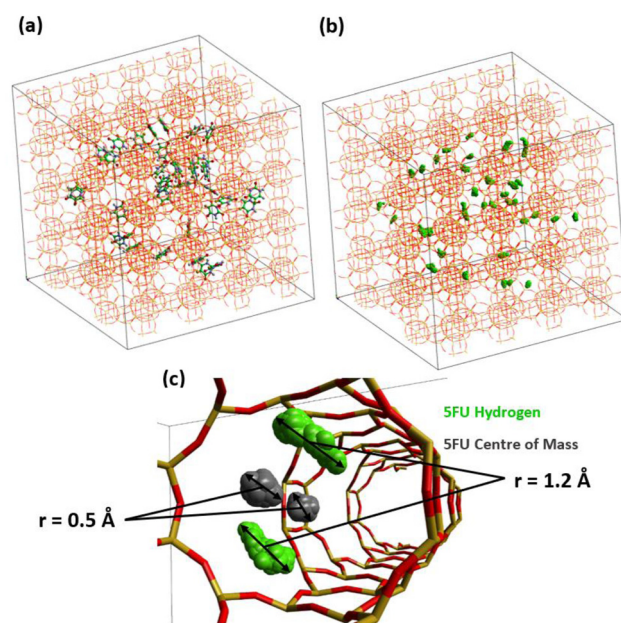 (a)
(b)
(c)
5FU Hydrogen
5FU Centre of Mass
r = 1.2 Å
r = 0.5 Å